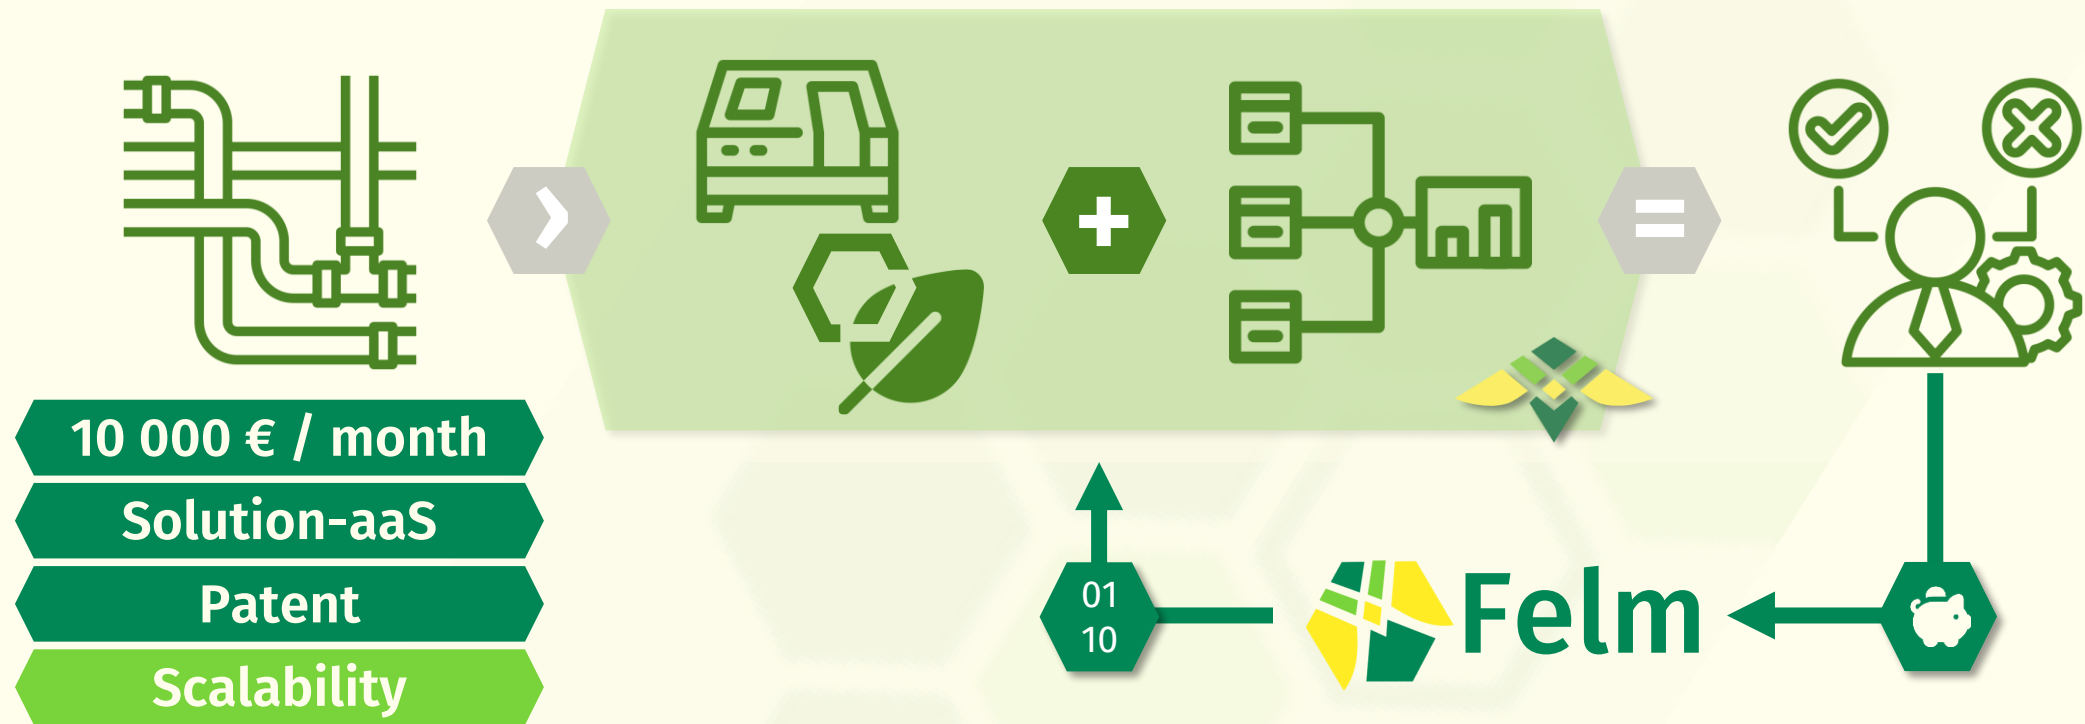 10 000 € / month
Solution-aaS
Patent
Scalability
01
10
Felm